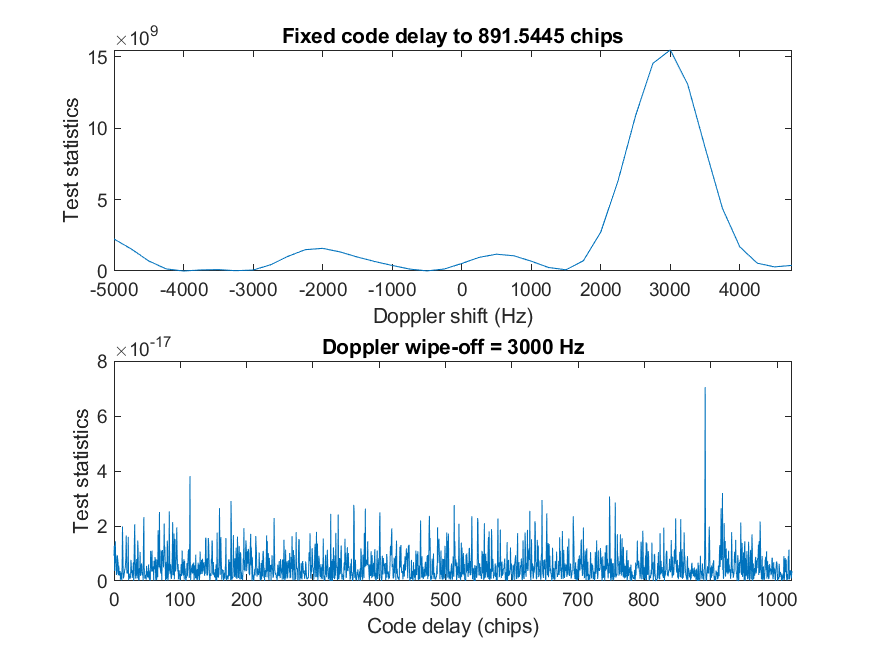 Fixed code delay to 891.5445 chips
×10^9
15
10
5
0
Test statistics
-5000 -4000 -3000 -2000 -1000 0 1000 2000 3000 4000
Doppler shift (Hz)
Doppler wipe-off = 3000 Hz
×10^-17
8
6
4
2
0
Test statistics
0 100 200 300 400 500 600 700 800 900 1000
Code delay (chips)